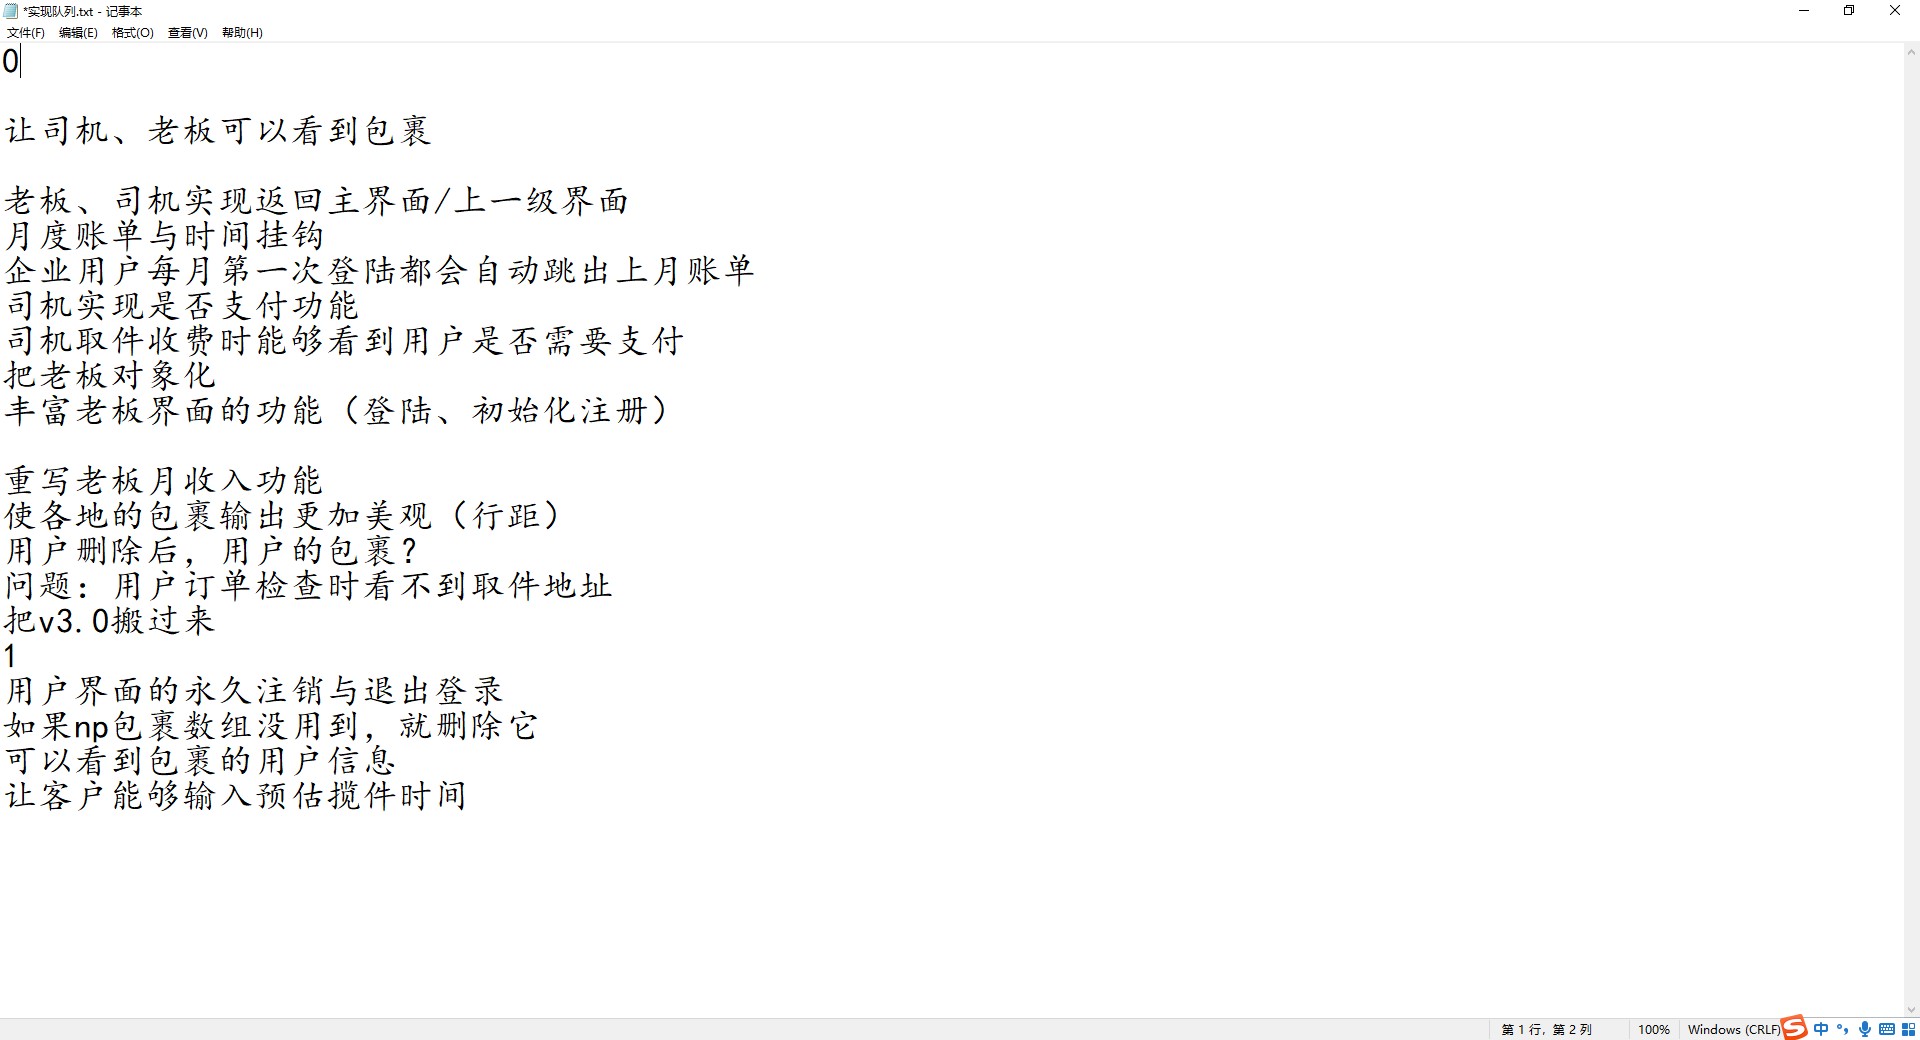 *实现队列.txt - 记事本
文件(F) 编辑(E) 格式(O) 查看(V) 帮助(H)
0
让司机、老板可以看到包裹
老板、司机实现返回主界面/上一级界面
月度账单与时间挂钩
企业用户每月第一次登陆都会自动跳出上月账单
司机实现是否支付功能
司机取件收费时能够看到用户是否需要支付
把老板对象化
丰富老板界面的功能（登陆、初始化注册）
重写老板月收入功能
使各地的包裹输出更加美观（行距）
用户删除后，用户的包裹？
问题：用户订单检查时看不到取件地址
把v3.0搬过来
1
用户界面的永久注销与退出登录
如果np包裹数组没用到，就删除它
可以看到包裹的用户信息
让客户能够输入预估揽件时间
第 1 行，第 2 列 100% Windows (CRLF) 中